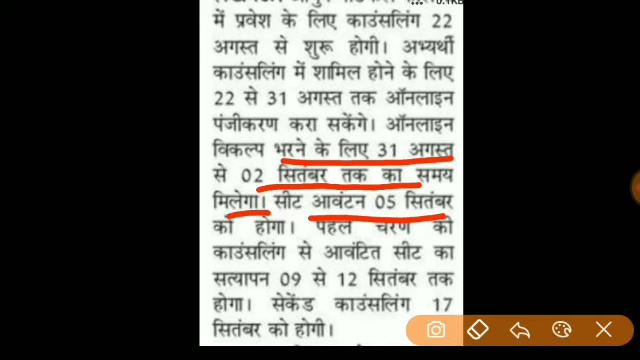 0.1KB
में प्रवेश के लिए काउंसलिंग 22
अगस्त से शुरू होगी। अभ्यर्थी
काउंसलिंग में शामिल होने के लिए
22 से 31 अगस्त तक ऑनलाइन
पंजीकरण करा सकेंगे। ऑनलाइन
विकल्प भरने के लिए 31 अगस्त
से 02 सितंबर तक का समय
मिलेगा। सीट आवंटन 05 सितंबर
को होगा। पहले चरण की
काउंसलिंग से आवंटित सीट का
सत्यापन 09 से 12 सितंबर तक
होगा। सेकेंड काउंसलिंग 17
सितंबर को होगी।